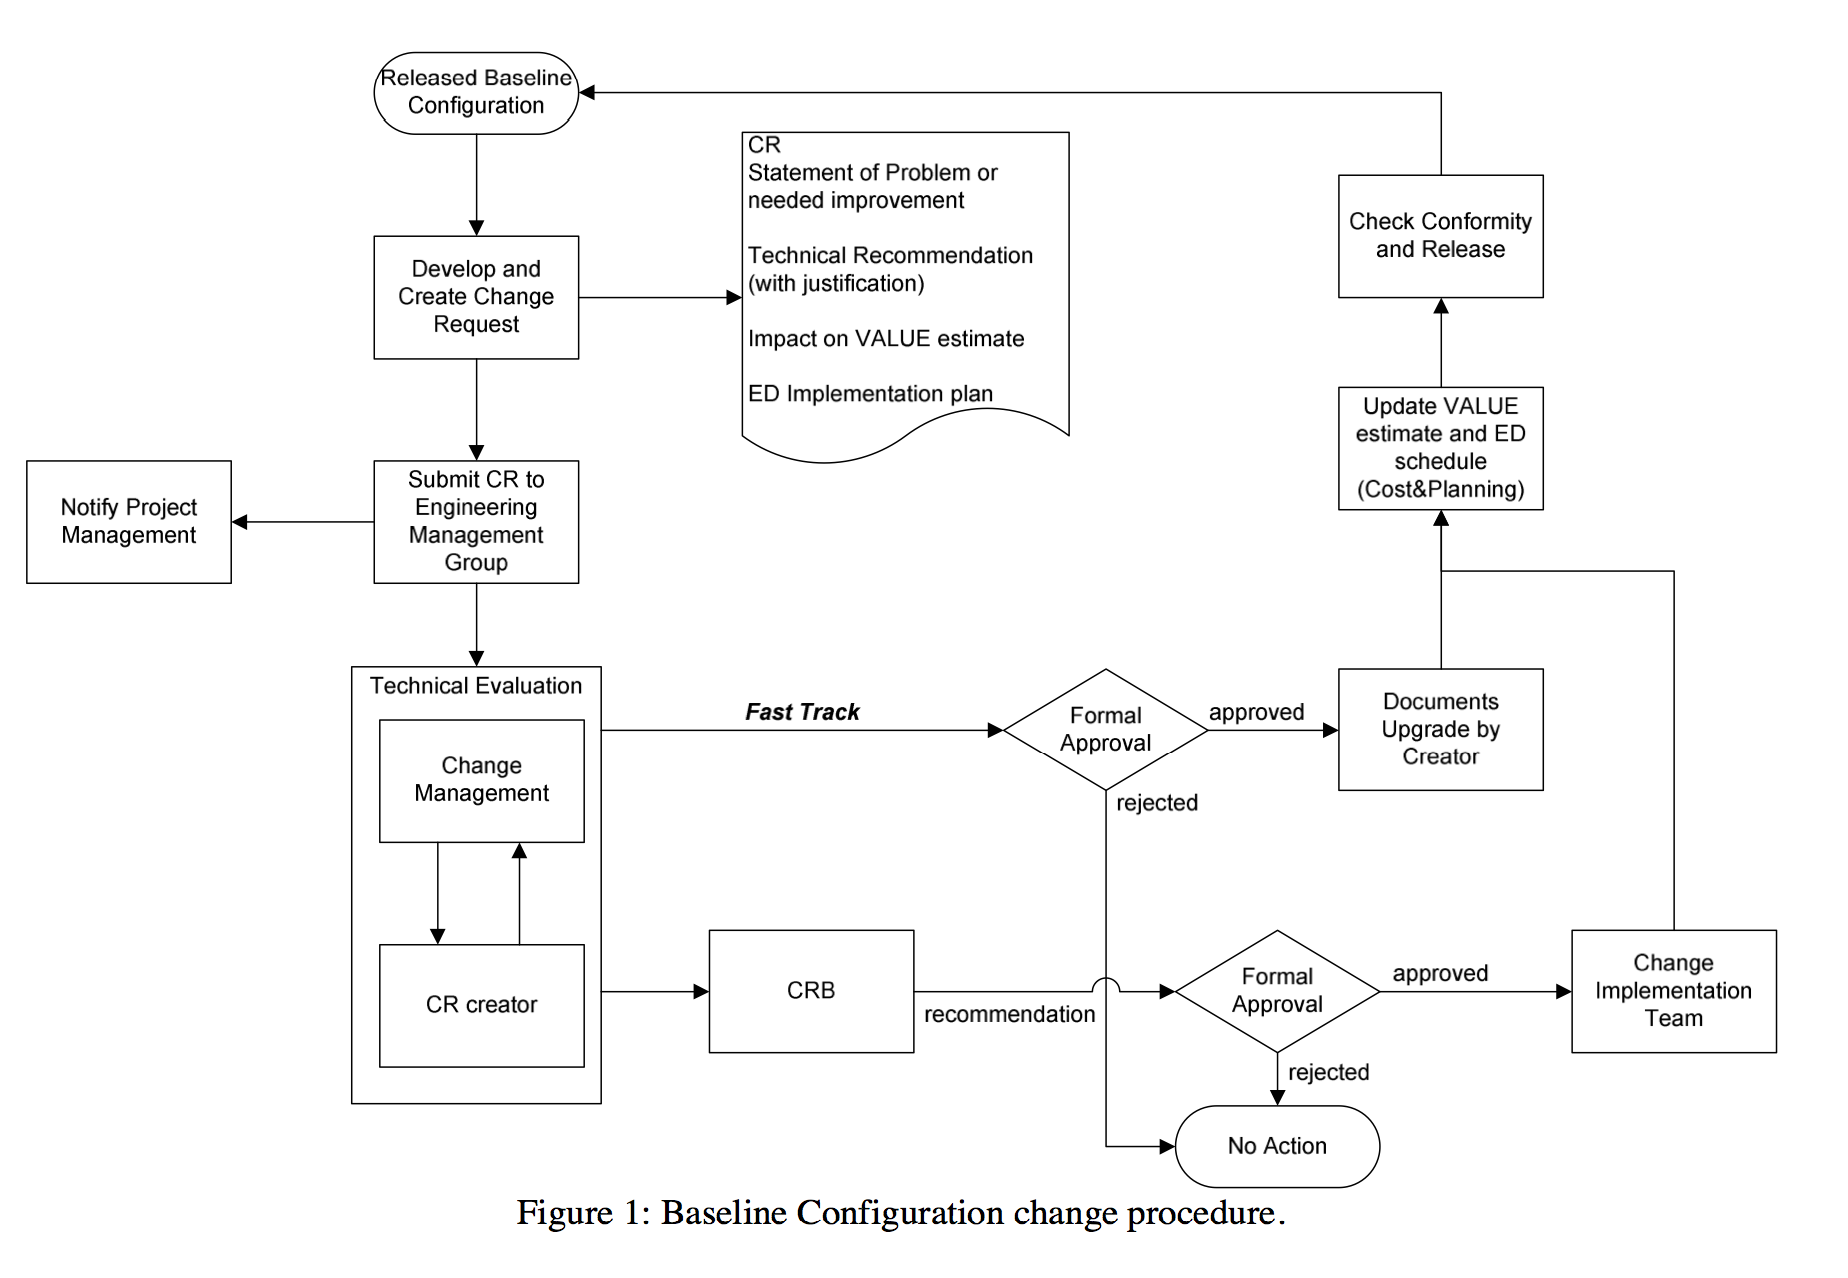 Released Baseline
Configuration
CR
Statement of Problem or
needed improvement
Technical Recommendation
(with justification)
Impact on VALUE estimate
ED Implementation plan
Check Conformity
and Release
Develop and
Create Change
Request
Update VALUE
estimate and ED
schedule
(Cost&Planning)
Notify Project
Management
Submit CR to
Engineering
Management
Group
Technical Evaluation
Change
Management
CR creator
Fast Track
Formal
Approval
approved
rejected
Documents
Upgrade by
Creator
CRB
recommendation
Formal
Approval
approved
rejected
Change
Implementation
Team
No Action
Figure 1: Baseline Configuration change procedure.